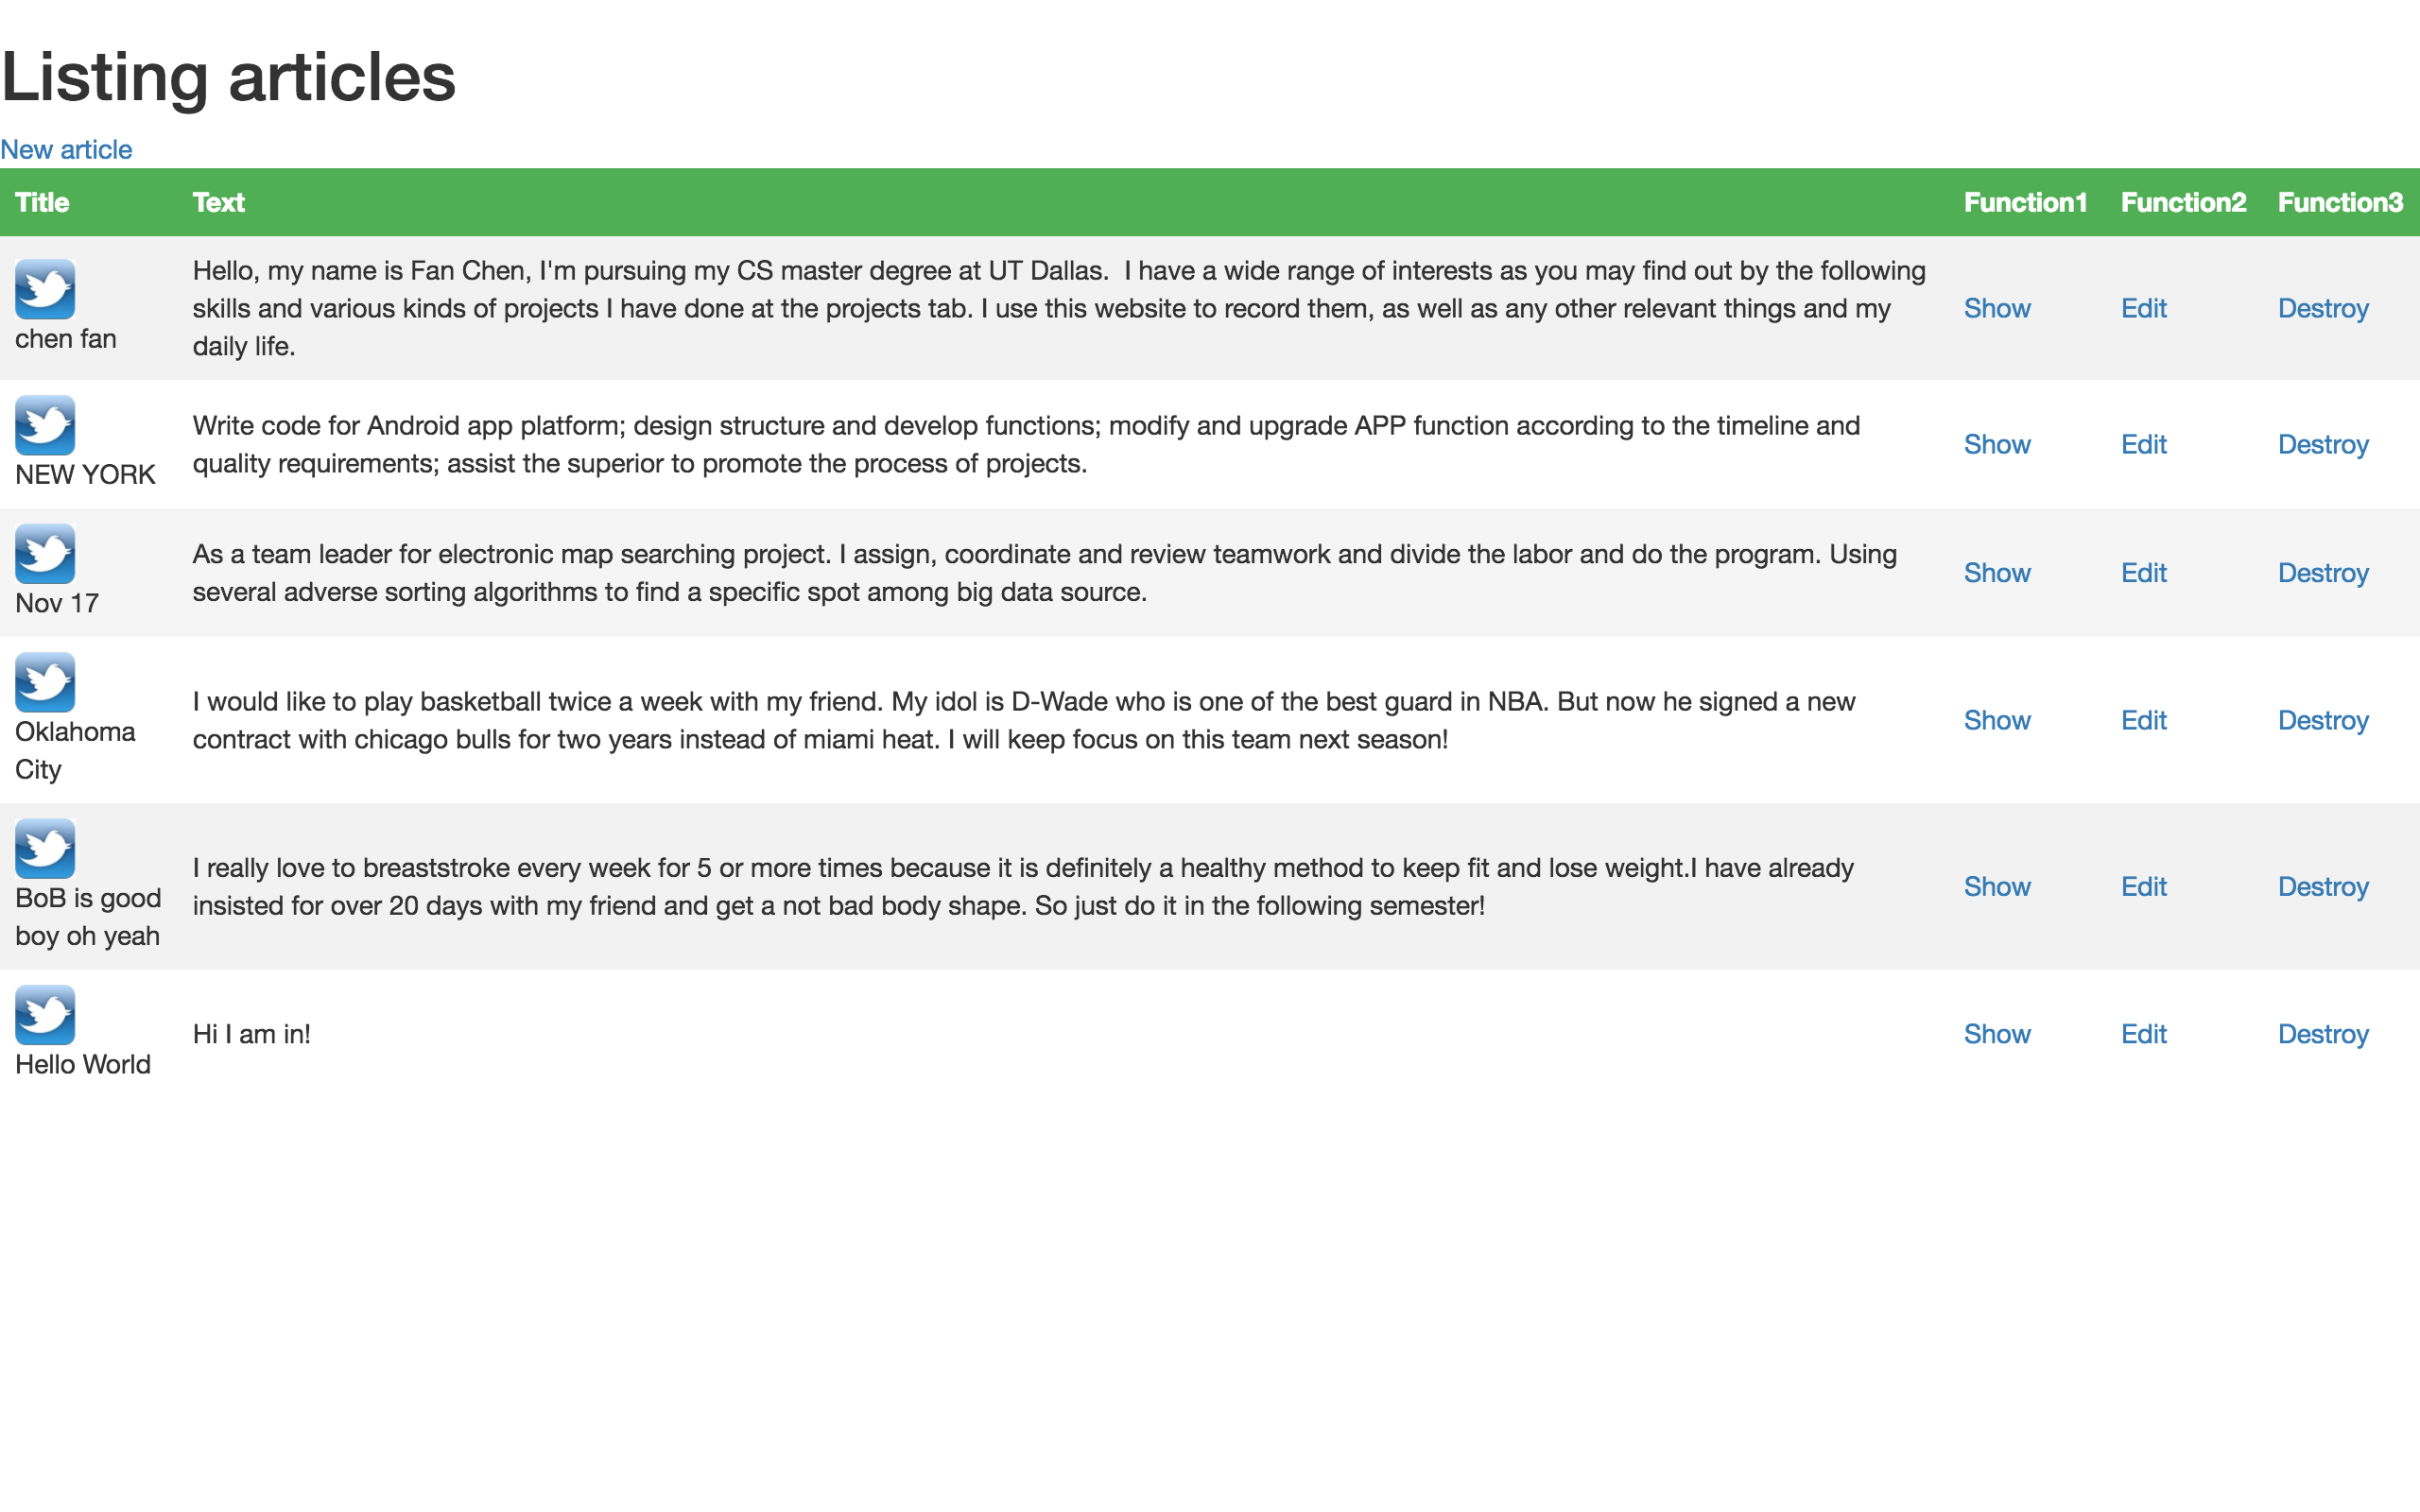 Listing articles
New article
Title Text Function1 Function2 Function3
chen fan
Hello, my name is Fan Chen, I'm pursuing my CS master degree at UT Dallas.  I have a wide range of interests as you may find out by the following
skills and various kinds of projects I have done at the projects tab. I use this website to record them, as well as any other relevant things and my
daily life.
Show Edit Destroy
NEW YORK
Write code for Android app platform; design structure and develop functions; modify and upgrade APP function according to the timeline and
quality requirements; assist the superior to promote the process of projects.
Show Edit Destroy
Nov 17
As a team leader for electronic map searching project. I assign, coordinate and review teamwork and divide the labor and do the program. Using
several adverse sorting algorithms to find a specific spot among big data source.
Show Edit Destroy
Oklahoma
City
I would like to play basketball twice a week with my friend. My idol is D-Wade who is one of the best guard in NBA. But now he signed a new
contract with chicago bulls for two years instead of miami heat. I will keep focus on this team next season!
Show Edit Destroy
BoB is good
boy oh yeah
I really love to breaststroke every week for 5 or more times because it is definitely a healthy method to keep fit and lose weight.I have already
insisted for over 20 days with my friend and get a not bad body shape. So just do it in the following semester!
Show Edit Destroy
Hello World
Hi I am in!
Show Edit Destroy